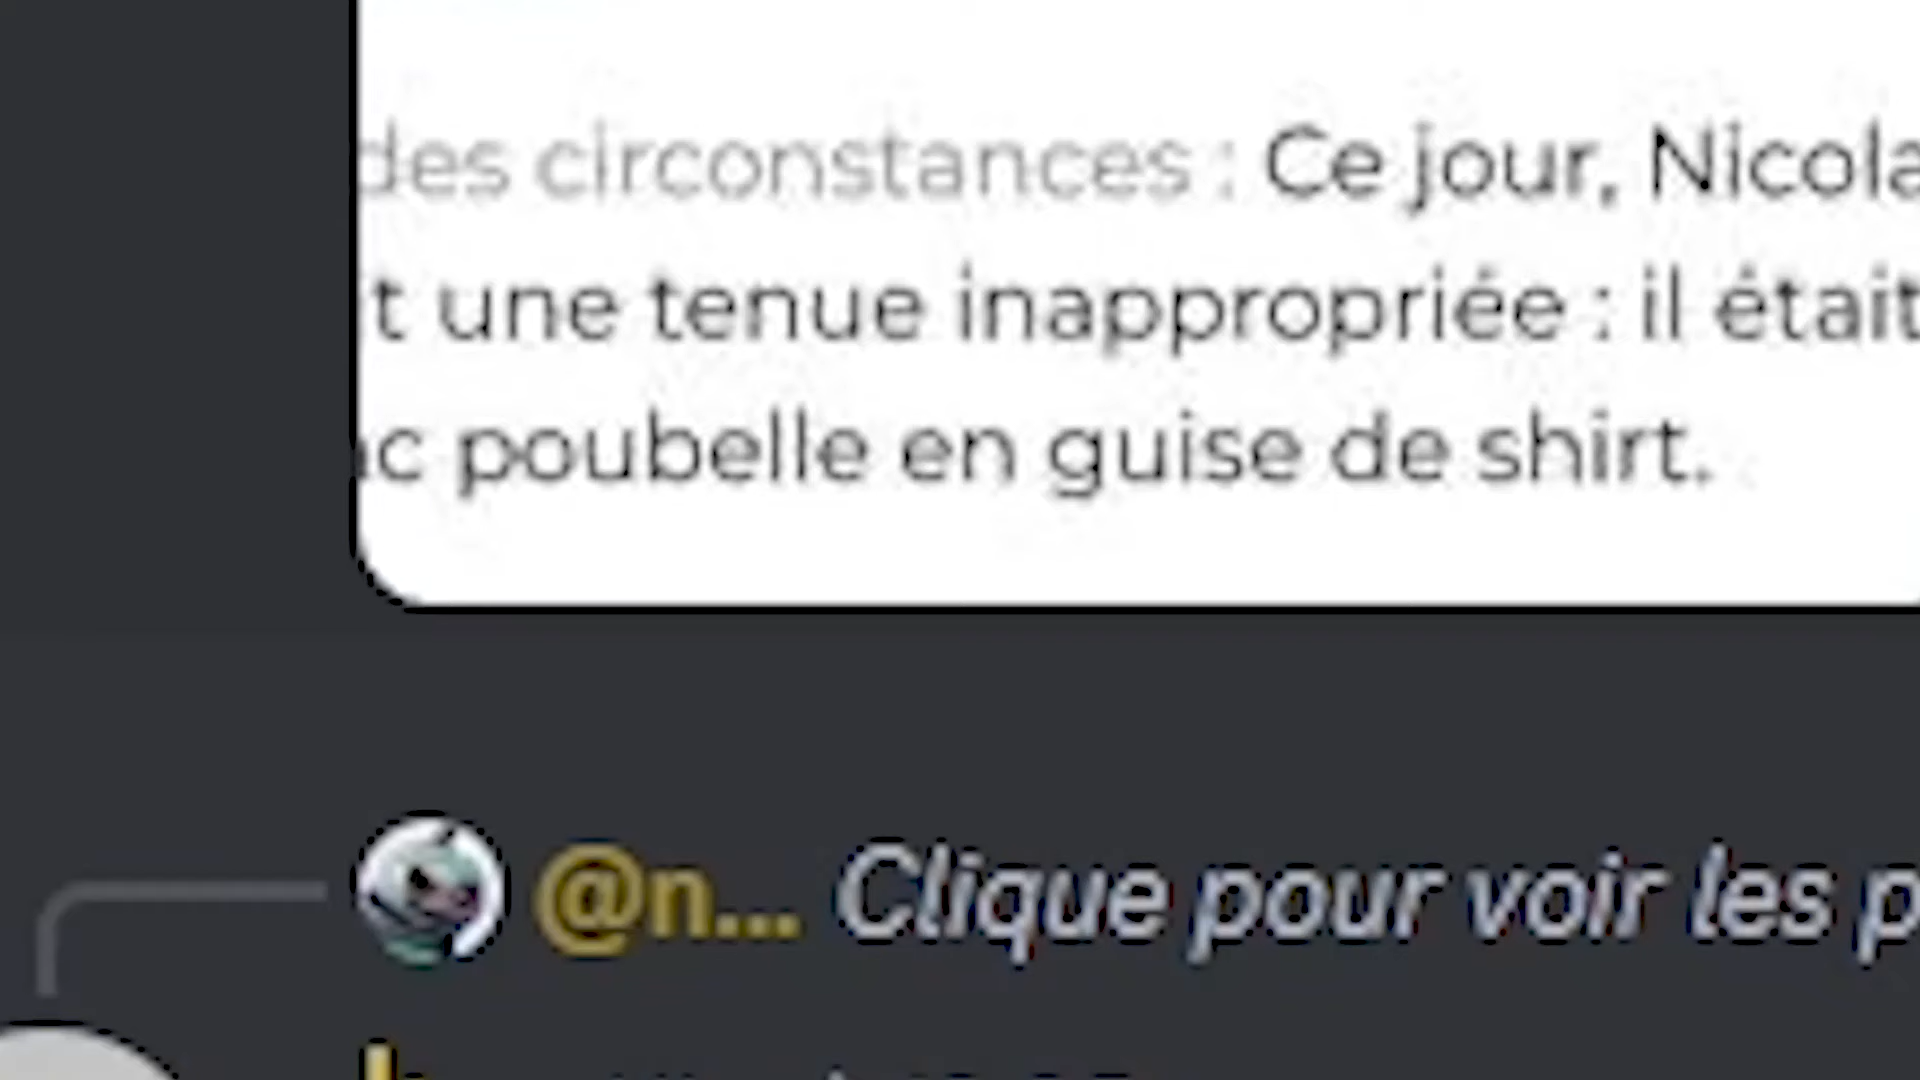 des circonstances : Ce jour, Nicola
t une tenue inappropriée : il était
c poubelle en guise de shirt.
@n... Clique pour voir les p